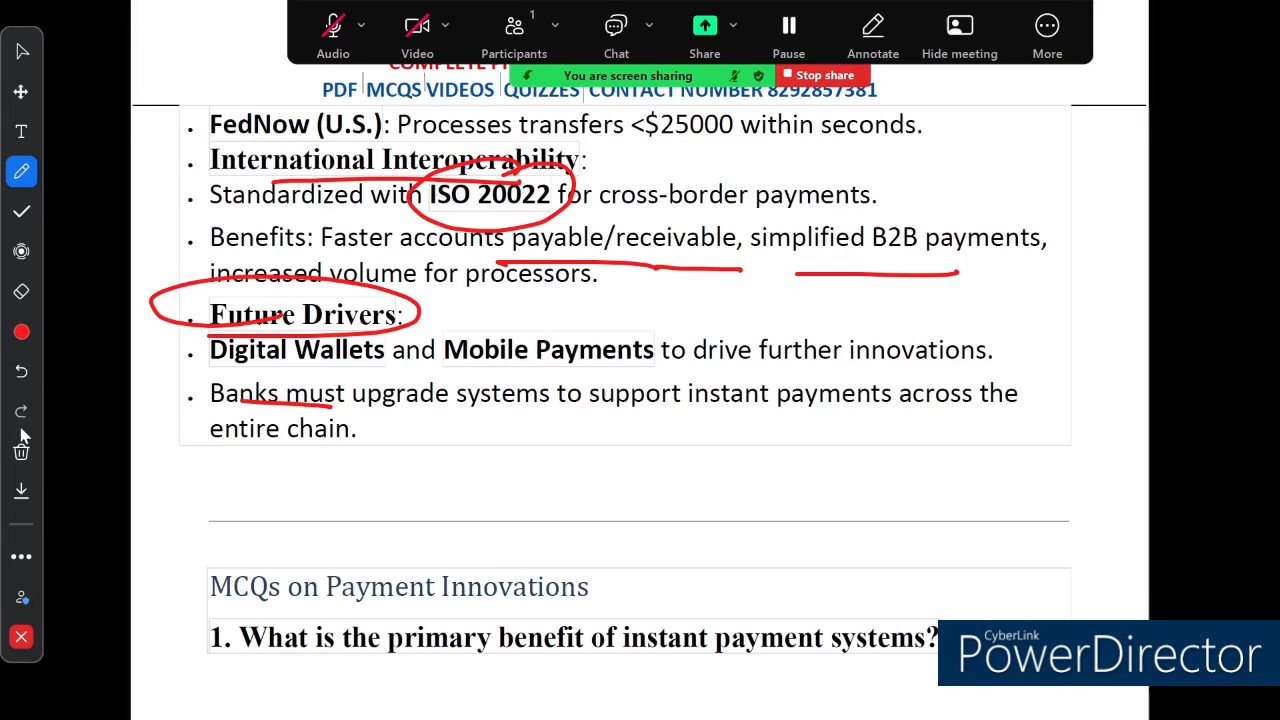 1
Audio
Video
Participants
Chat
Share
Pause
Annotate
Hide meeting
More
You are screen sharing
Stop share
PDF MCQS VIDEOS QUIZZES CONTACT NUMBER 8292857381
• FedNow (U.S.): Processes transfers <$25000 within seconds.
• International Interoperability:
• Standardized with ISO 20022 for cross-border payments.
• Benefits: Faster accounts payable/receivable, simplified B2B payments,
increased volume for processors.
• Future Drivers:
• Digital Wallets and Mobile Payments to drive further innovations.
• Banks must upgrade systems to support instant payments across the
entire chain.
MCQs on Payment Innovations
1. What is the primary benefit of instant payment systems?
CyberLink
PowerDirector